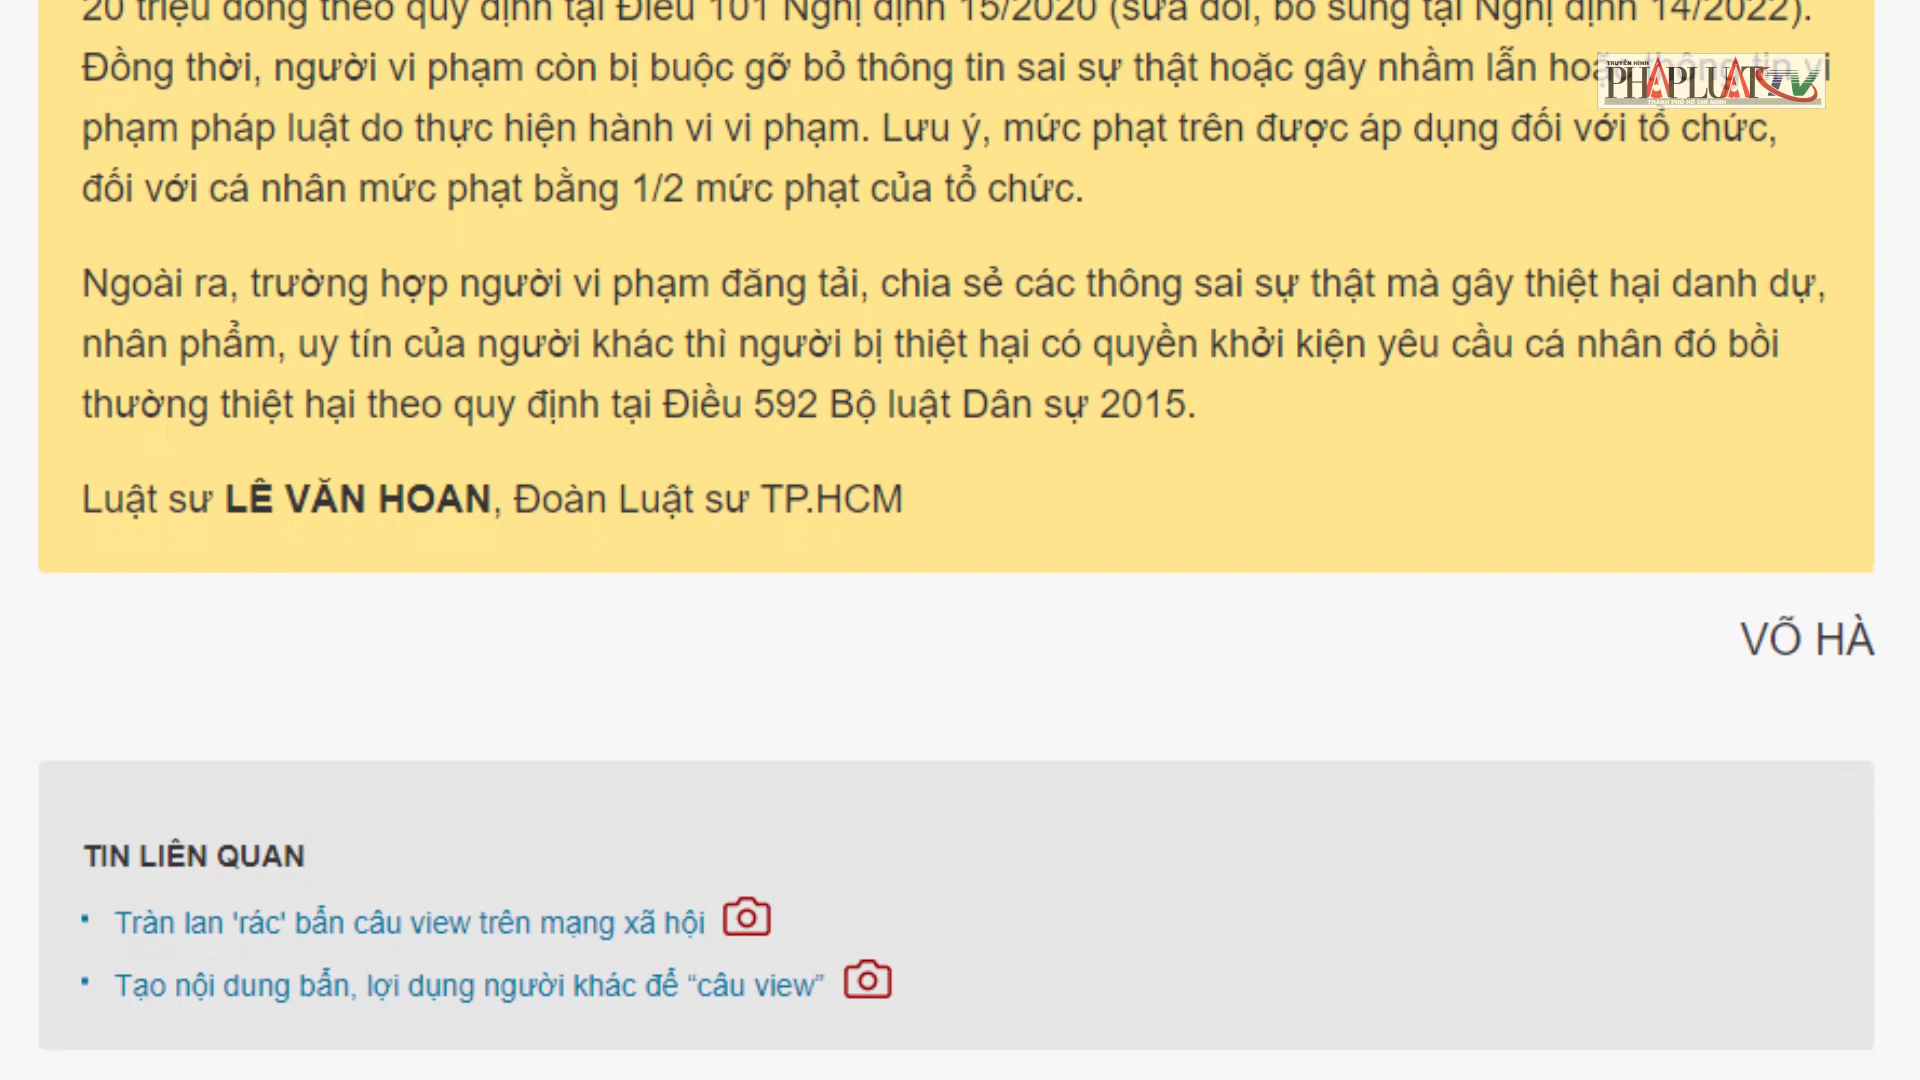 20 triệu đồng theo quy định tại Điều 101 Nghị định 15/2020 (sửa đổi, bổ sung tại Nghị định 14/2022).
Đồng thời, người vi phạm còn bị buộc gỡ bỏ thông tin sai sự thật hoặc gây nhầm lẫn hoặc thông tin vi
TRUYỀN HÌNH
PHÁP LUẬT TV
THÀNH PHỐ HỒ CHÍ MINH
phạm pháp luật do thực hiện hành vi vi phạm. Lưu ý, mức phạt trên được áp dụng đối với tổ chức,
đối với cá nhân mức phạt bằng 1/2 mức phạt của tổ chức.
Ngoài ra, trường hợp người vi phạm đăng tải, chia sẻ các thông sai sự thật mà gây thiệt hại danh dự,
nhân phẩm, uy tín của người khác thì người bị thiệt hại có quyền khởi kiện yêu cầu cá nhân đó bồi
thường thiệt hại theo quy định tại Điều 592 Bộ luật Dân sự 2015.
Luật sư LÊ VĂN HOAN, Đoàn Luật sư TP.HCM
VÕ HÀ
TIN LIÊN QUAN
Tràn lan 'rác' bẩn câu view trên mạng xã hội
Tạo nội dung bẩn, lợi dụng người khác để “câu view”